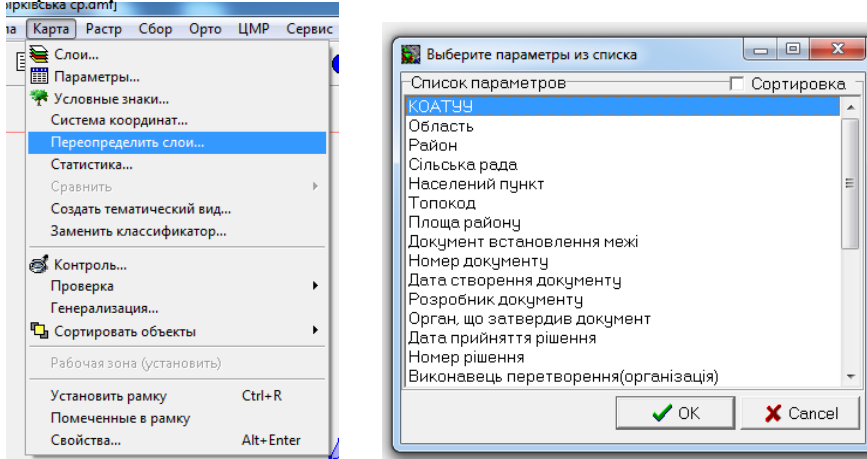 Карта Растр Сбор Орто ЦМР Сервис
Слои...
Параметры...
Условные знаки...
Система координат...
Переопределить слои...
Статистика...
Сравнить
Создать тематический вид...
Заменить классификатор...
Контроль...
Проверка
Генерализация...
Сортировать объекты
Рабочая зона (установить)
Установить рамку Ctrl+R
Помеченные в рамку
Свойства... Alt+Enter
Выберите параметры из списка
Список параметров Сортировка
КОАТУУ
Область
Район
Сільська рада
Населений пункт
Топокод
Площа району
Документ встановлення межі
Номер документу
Дата створення документу
Розробник документу
Орган, що затвердив документ
Дата прийняття рішення
Номер рішення
Виконавець перетворення(організація)
OK Cancel